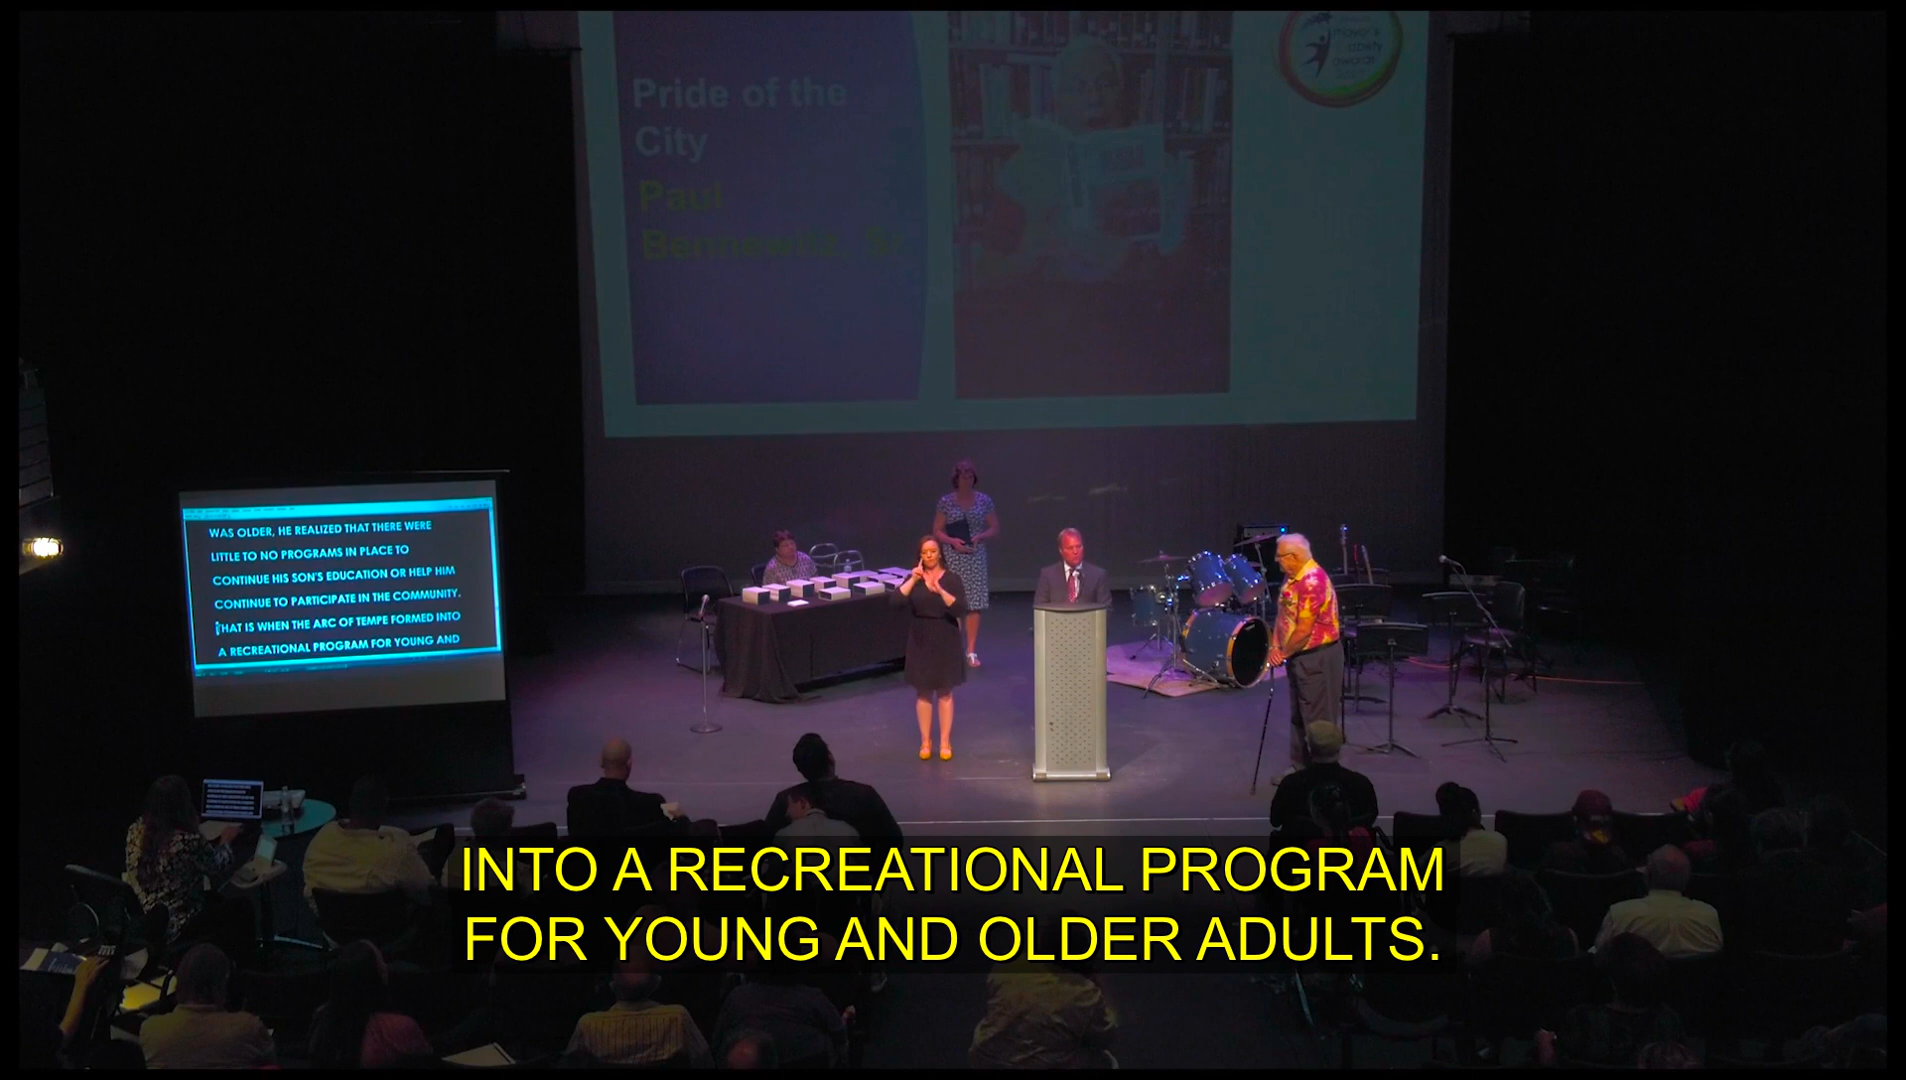 Pride of the
City
Paul
Bennewitz, Sr.
mayor's
awards
WAS OLDER, HE REALIZED THAT THERE WERE
LITTLE TO NO PROGRAMS IN PLACE TO
CONTINUE HIS SON'S EDUCATION OR HELP HIM
CONTINUE TO PARTICIPATE IN THE COMMUNITY.
THAT IS WHEN THE ARC OF TEMPE FORMED INTO
A RECREATIONAL PROGRAM FOR YOUNG AND
INTO A RECREATIONAL PROGRAM
FOR YOUNG AND OLDER ADULTS.